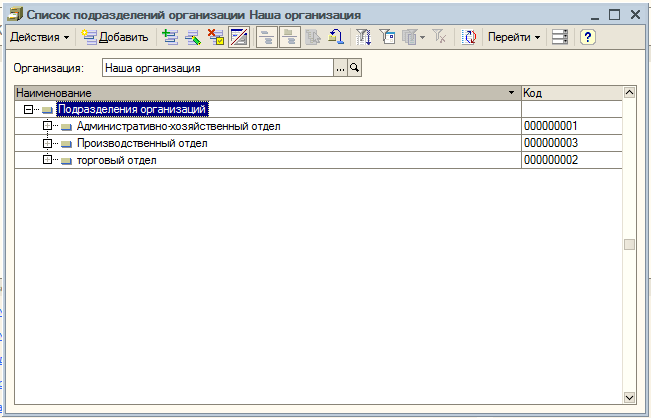 Список подразделений организации Наша организация
Действия Добавить Перейти
Организация: Наша организация ...
Наименование Код
Подразделения организаций
Административно-хозяйственный отдел 000000001
Производственный отдел 000000003
торговый отдел 000000002